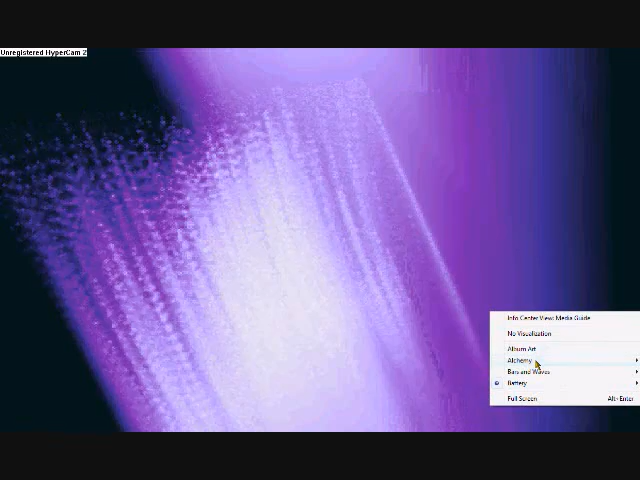 Unregistered HyperCam 2
Info Center View: Media Guide
No Visualization
Album Art
Alchemy
Bars and Waves
Battery
Full Screen Alt+Enter